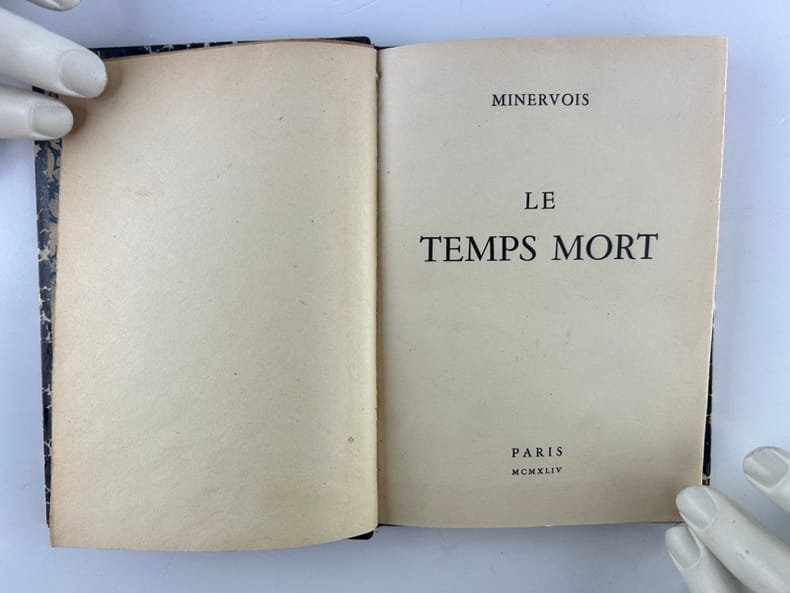 MINERVOIS
LE
TEMPS MORT
PARIS
MCMXLIV